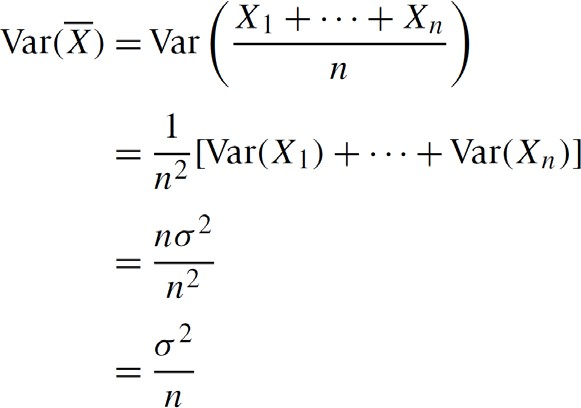 Var(X̅) = Var((X₁ + ⋯ + Xₙ)/n)
= 1/n² [Var(X₁) + ⋯ + Var(Xₙ)]
= nσ²/n²
= σ²/n